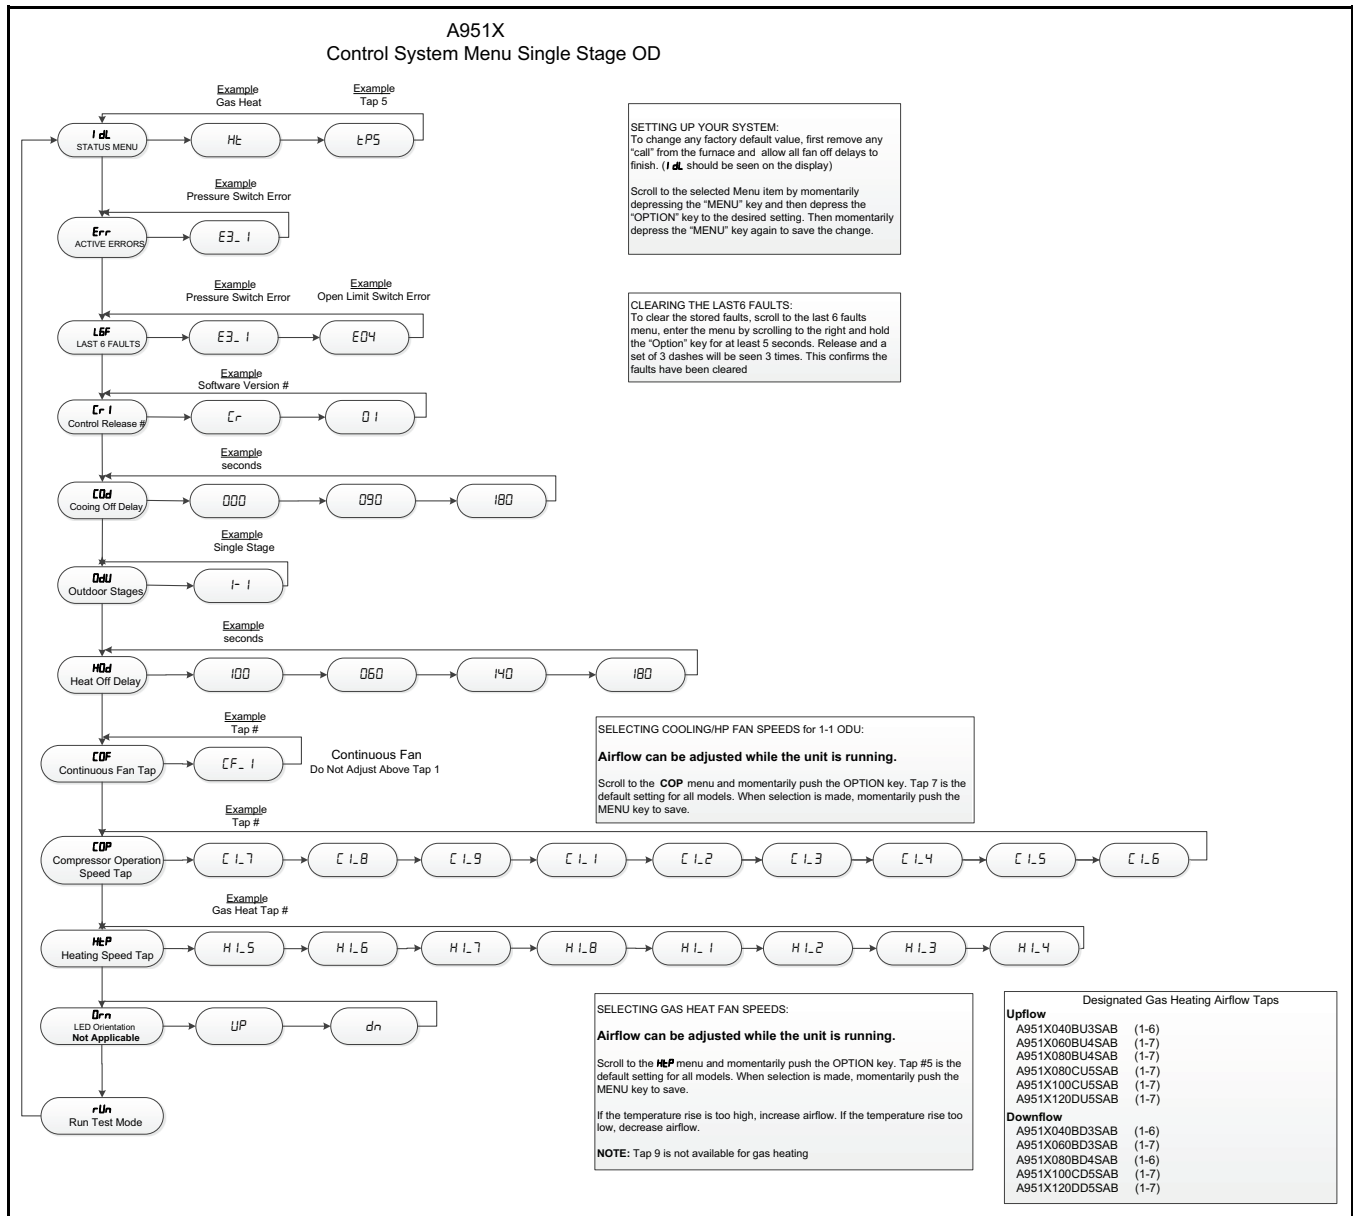 A951X
Control System Menu Single Stage OD
Example
Gas Heat
Example
Tap 5
IdL
STATUS MENU
Ht
tP5
Example
Pressure Switch Error
Err
ACTIVE ERRORS
E3_1
Example
Pressure Switch Error
Example
Open Limit Switch Error
L6F
LAST 6 FAULTS
E3_1
E04
Example
Software Version #
Cr1
Control Release #
Cr
01
Example
seconds
C0d
Cooing Off Delay
000
090
180
Example
Single Stage
OdU
Outdoor Stages
1-1
Example
seconds
HOd
Heat Off Delay
100
060
140
180
Example
Tap #
COF
Continuous Fan Tap
CF_1
Continuous Fan
Do Not Adjust Above Tap 1
Example
Tap #
COP
Compressor Operation
Speed Tap
C1_7
C1_8
C1_9
C1_1
C1_2
C1_3
C1_4
C1_5
C1_6
Example
Gas Heat Tap #
HtP
Heating Speed Tap
H1_5
H1_6
H1_7
H1_8
H1_1
H1_2
H1_3
H1_4
Orn
LED Orientation
Not Applicable
UP
dn
rUn
Run Test Mode
SETTING UP YOUR SYSTEM:
To change any factory default value, first remove any
“call” from the furnace and allow all fan off delays to
finish. (IdL should be seen on the display)
Scroll to the selected Menu item by momentarily
depressing the “MENU” key and then depress the
“OPTION” key to the desired setting. Then momentarily
depress the “MENU” key again to save the change.
CLEARING THE LAST6 FAULTS:
To clear the stored faults, scroll to the last 6 faults
menu, enter the menu by scrolling to the right and hold
the “Option” key for at least 5 seconds. Release and a
set of 3 dashes will be seen 3 times. This confirms the
faults have been cleared
SELECTING COOLING/HP FAN SPEEDS for 1-1 ODU:
Airflow can be adjusted while the unit is running.
Scroll to the COP menu and momentarily push the OPTION key. Tap 7 is the
default setting for all models. When selection is made, momentarily push the
MENU key to save.
SELECTING GAS HEAT FAN SPEEDS:
Airflow can be adjusted while the unit is running.
Scroll to the HtP menu and momentarily push the OPTION key. Tap #5 is the
default setting for all models. When selection is made, momentarily push the
MENU key to save.
If the temperature rise is too high, increase airflow. If the temperature rise too
low, decrease airflow.
NOTE: Tap 9 is not available for gas heating
Designated Gas Heating Airflow Taps
Upflow
A951X040BU3SAB (1-6)
A951X060BU4SAB (1-7)
A951X080BU4SAB (1-7)
A951X080CU5SAB (1-7)
A951X100CU5SAB (1-7)
A951X120DU5SAB (1-7)
Downflow
A951X040BD3SAB (1-6)
A951X060BD3SAB (1-7)
A951X080BD4SAB (1-6)
A951X100CD5SAB (1-7)
A951X120DD5SAB (1-7)